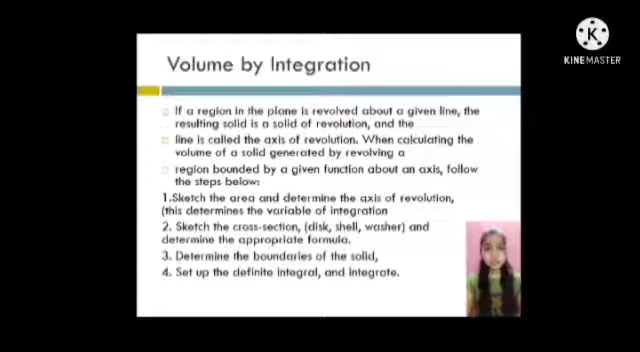 KINEMASTER
Volume by Integration
If a region in the plane is revolved about a given line, the
resulting solid is a solid of revolution, and the
line is called the axis of revolution. When calculating the
volume of a solid generated by revolving a
region bounded by a given function about an axis, follow
the steps below:
1.Sketch the area and determine the axis of revolution,
(this determines the variable of integration
2. Sketch the cross-section, (disk, shell, washer) and
determine the appropriate formula.
3. Determine the boundaries of the solid,
4. Set up the definite integral, and integrate.